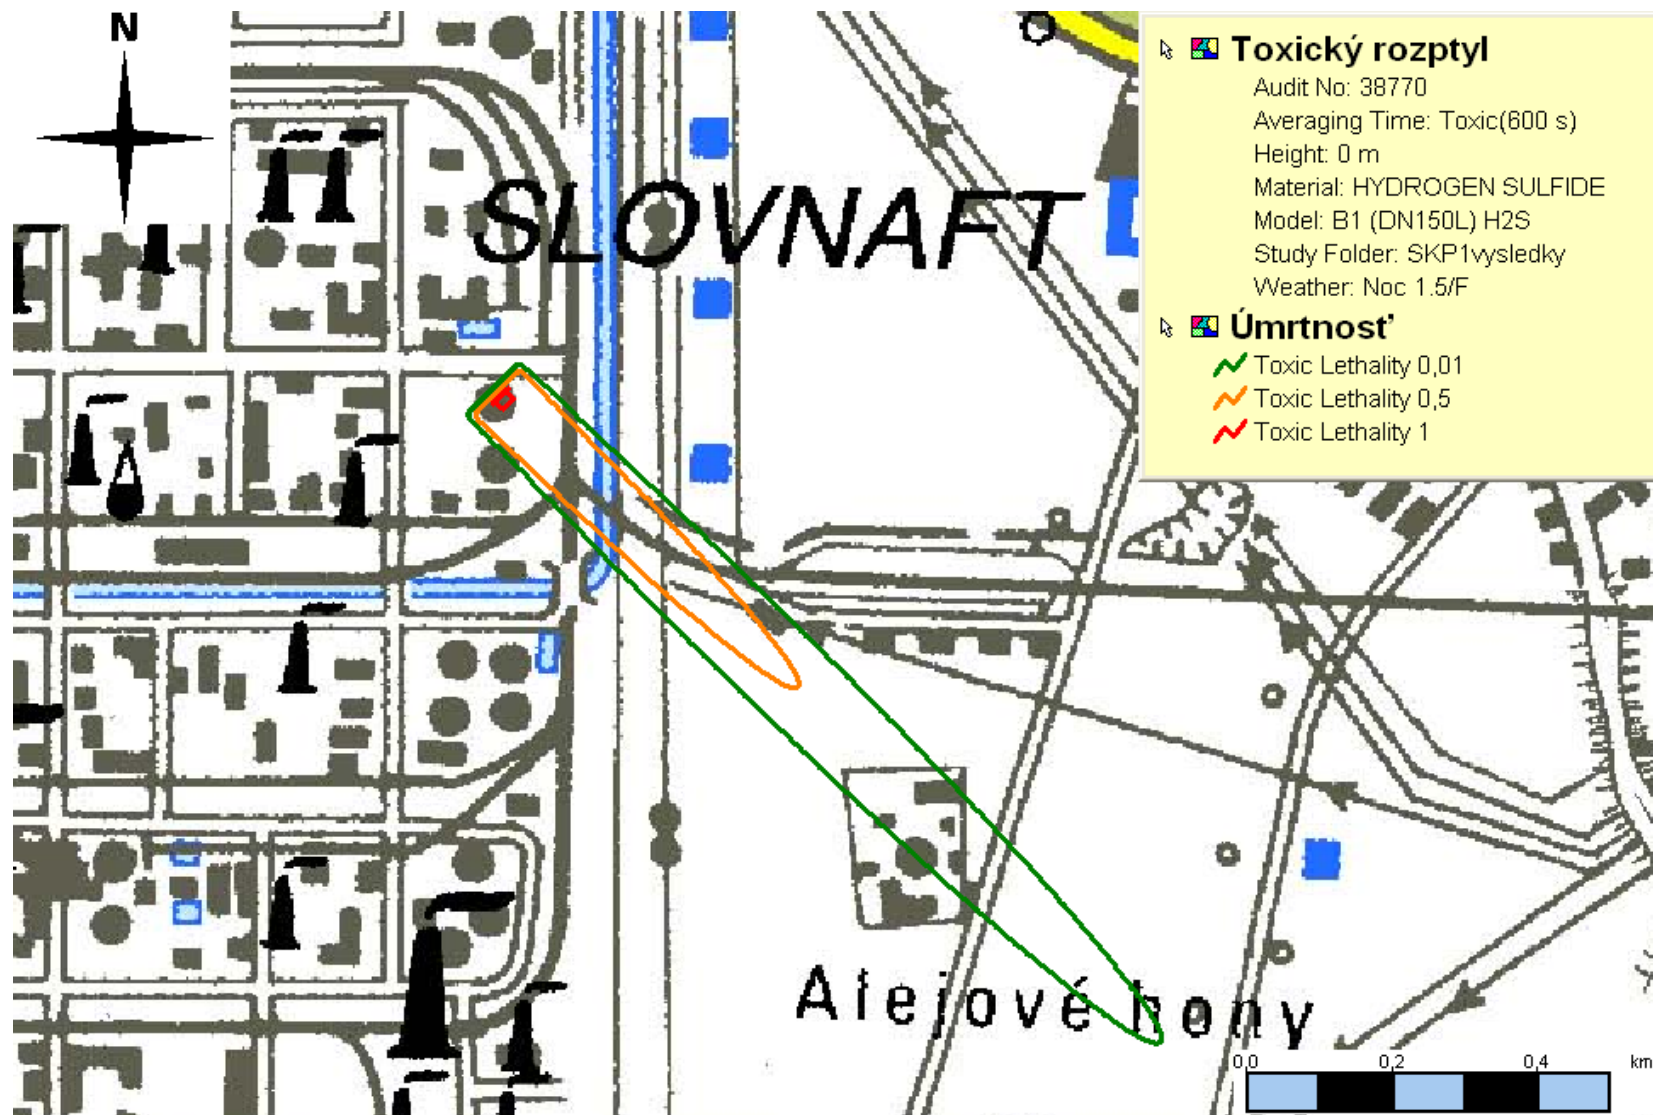 N
SLOVNAFT
Toxický rozptyl
Audit No: 38770
Averaging Time: Toxic(600 s)
Height: 0 m
Material: HYDROGEN SULFIDE
Model: B1 (DN150L) H2S
Study Folder: SKP1vysledky
Weather: Noc 1.5/F
Úmrtnosť
Toxic Lethality 0,01
Toxic Lethality 0,5
Toxic Lethality 1
Alejové hony
0,0 0,2 0,4 km